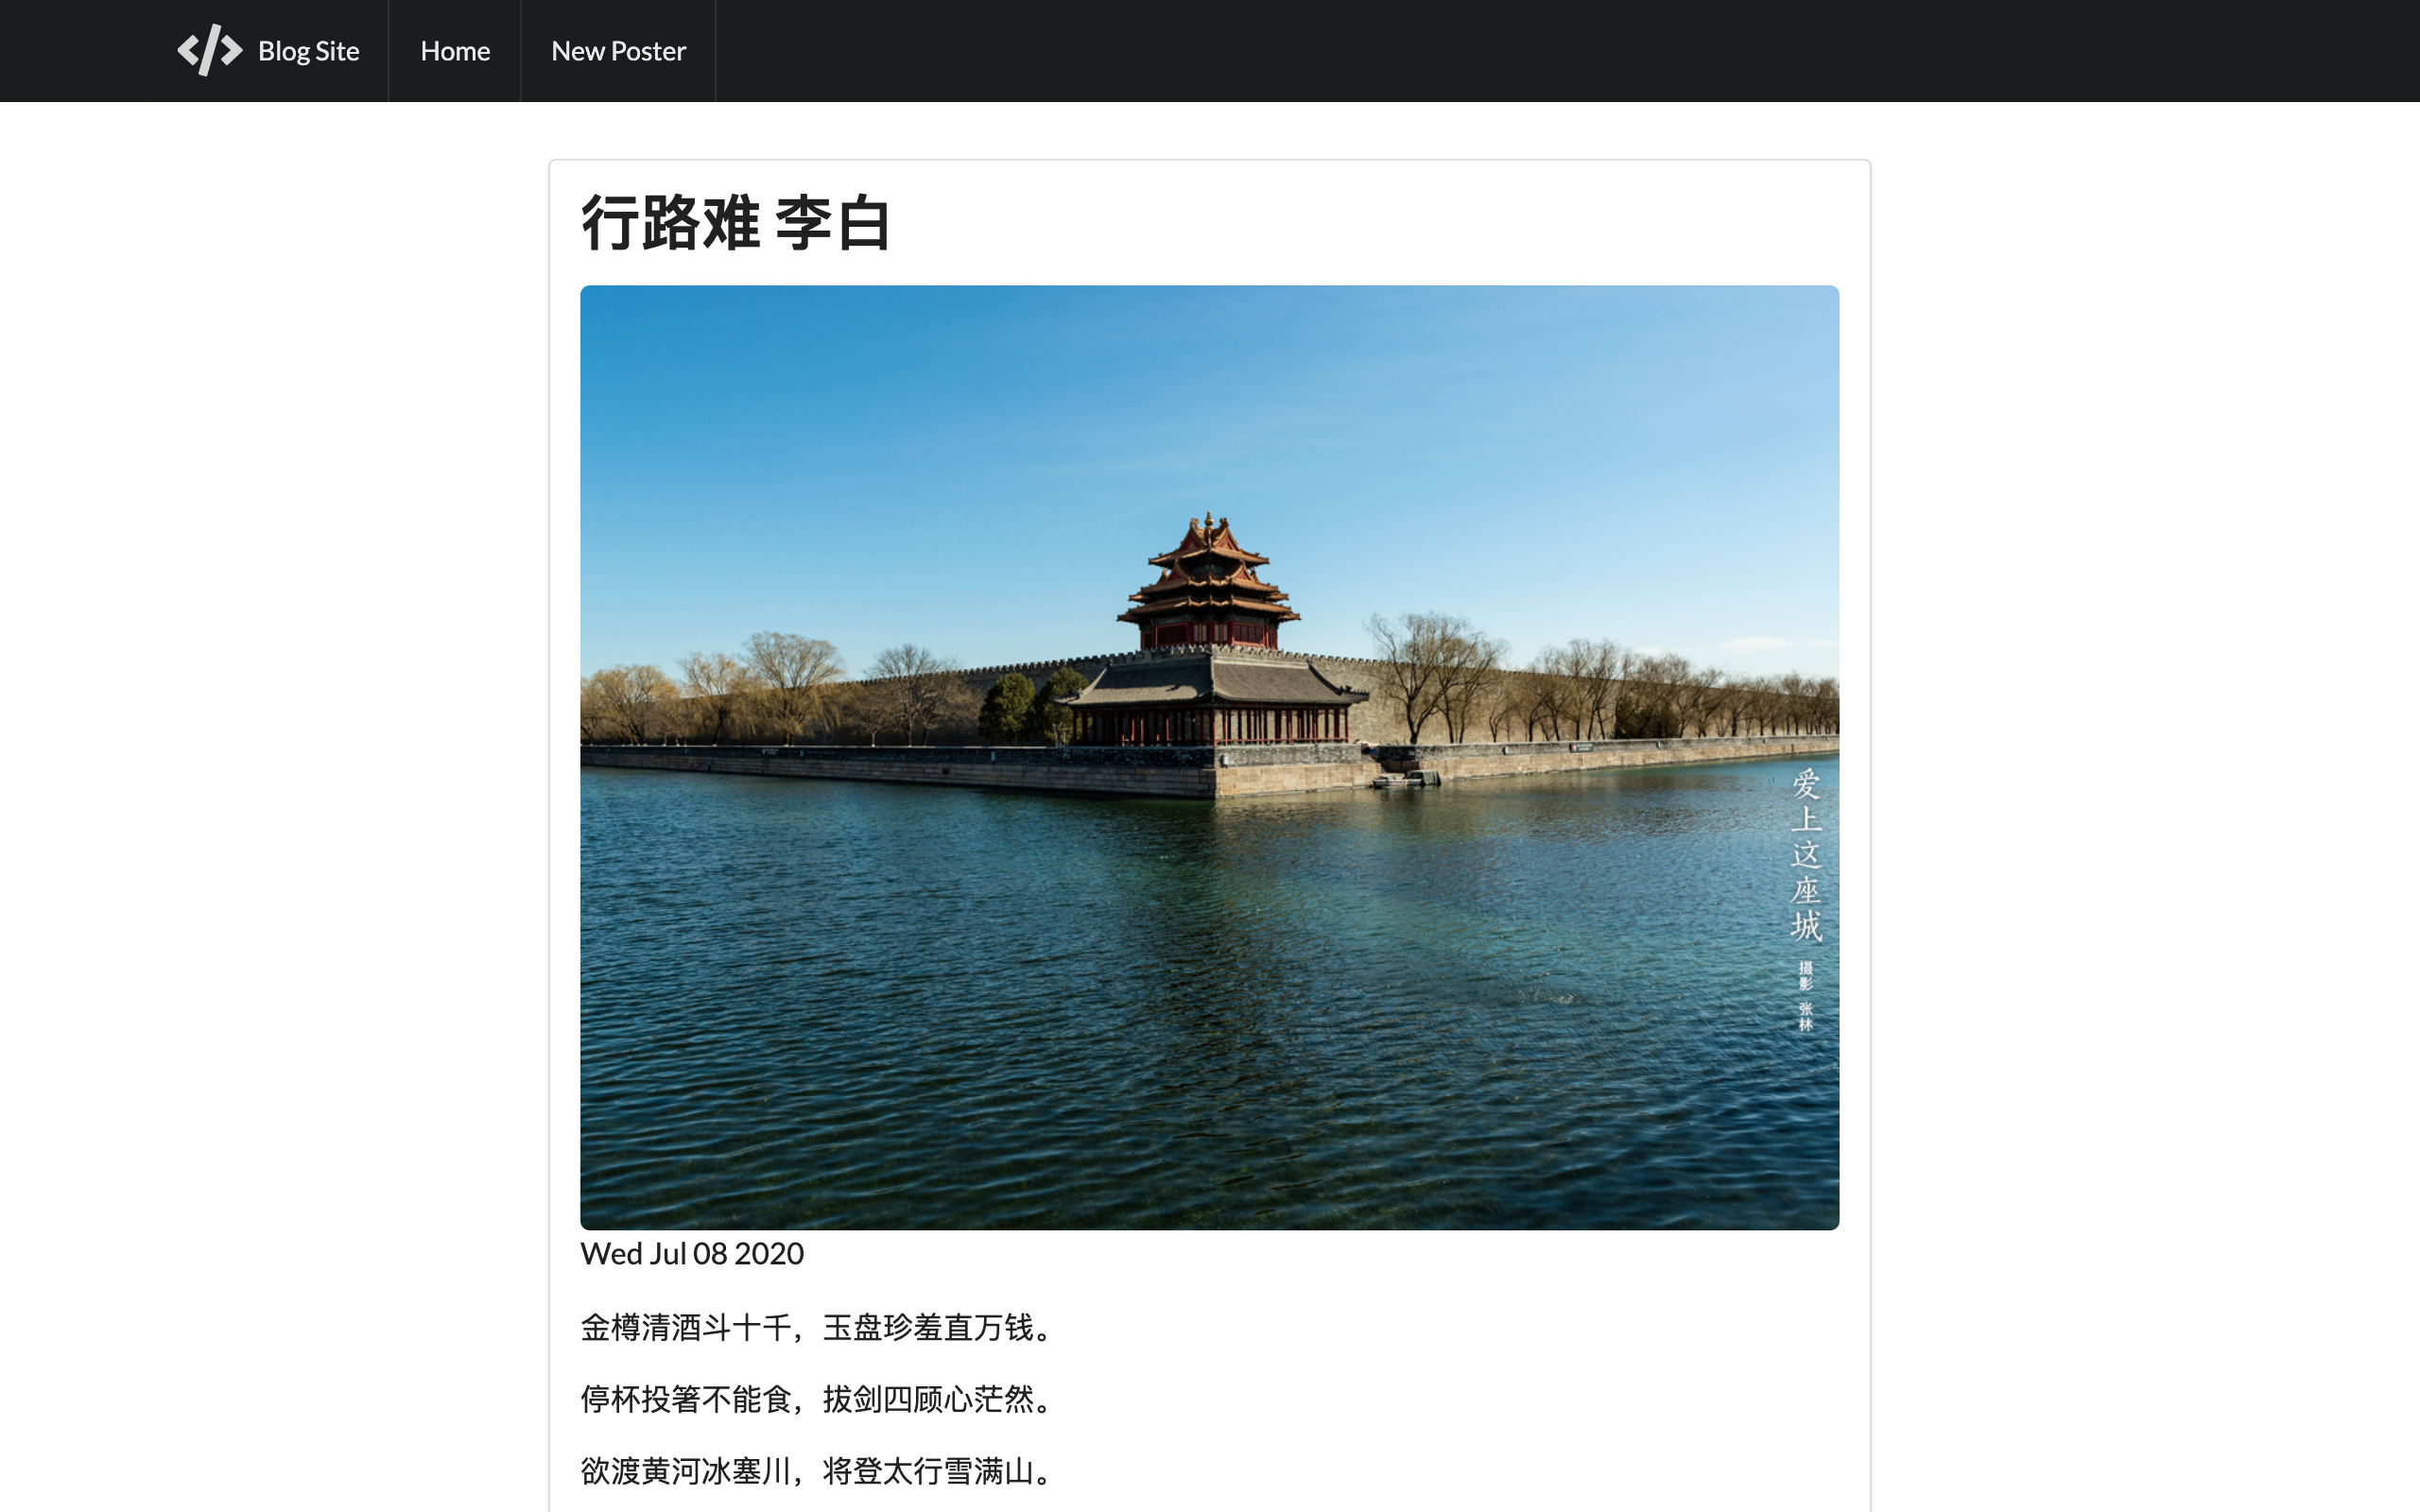 Blog Site
Home
New Poster
行路难 李白
爱上这座城
摄影 张林
Wed Jul 08 2020
金樽清酒斗十千，玉盘珍羞直万钱。
停杯投箸不能食，拔剑四顾心茫然。
欲渡黄河冰塞川，将登太行雪满山。